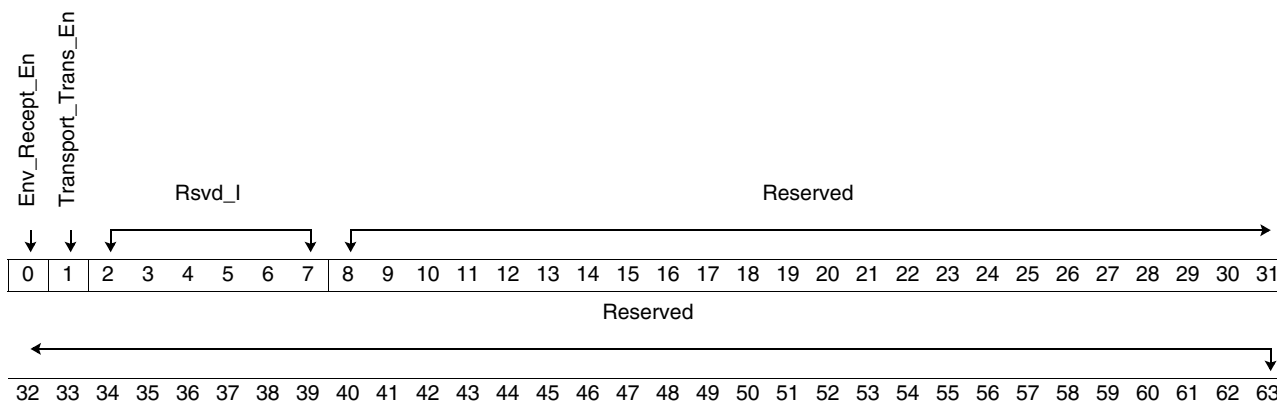 Env_Recept_En
Transport_Trans_En
Rsvd_I
Reserved
0 1 2 3 4 5 6 7 8 9 10 11 12 13 14 15 16 17 18 19 20 21 22 23 24 25 26 27 28 29 30 31
Reserved
32 33 34 35 36 37 38 39 40 41 42 43 44 45 46 47 48 49 50 51 52 53 54 55 56 57 58 59 60 61 62 63